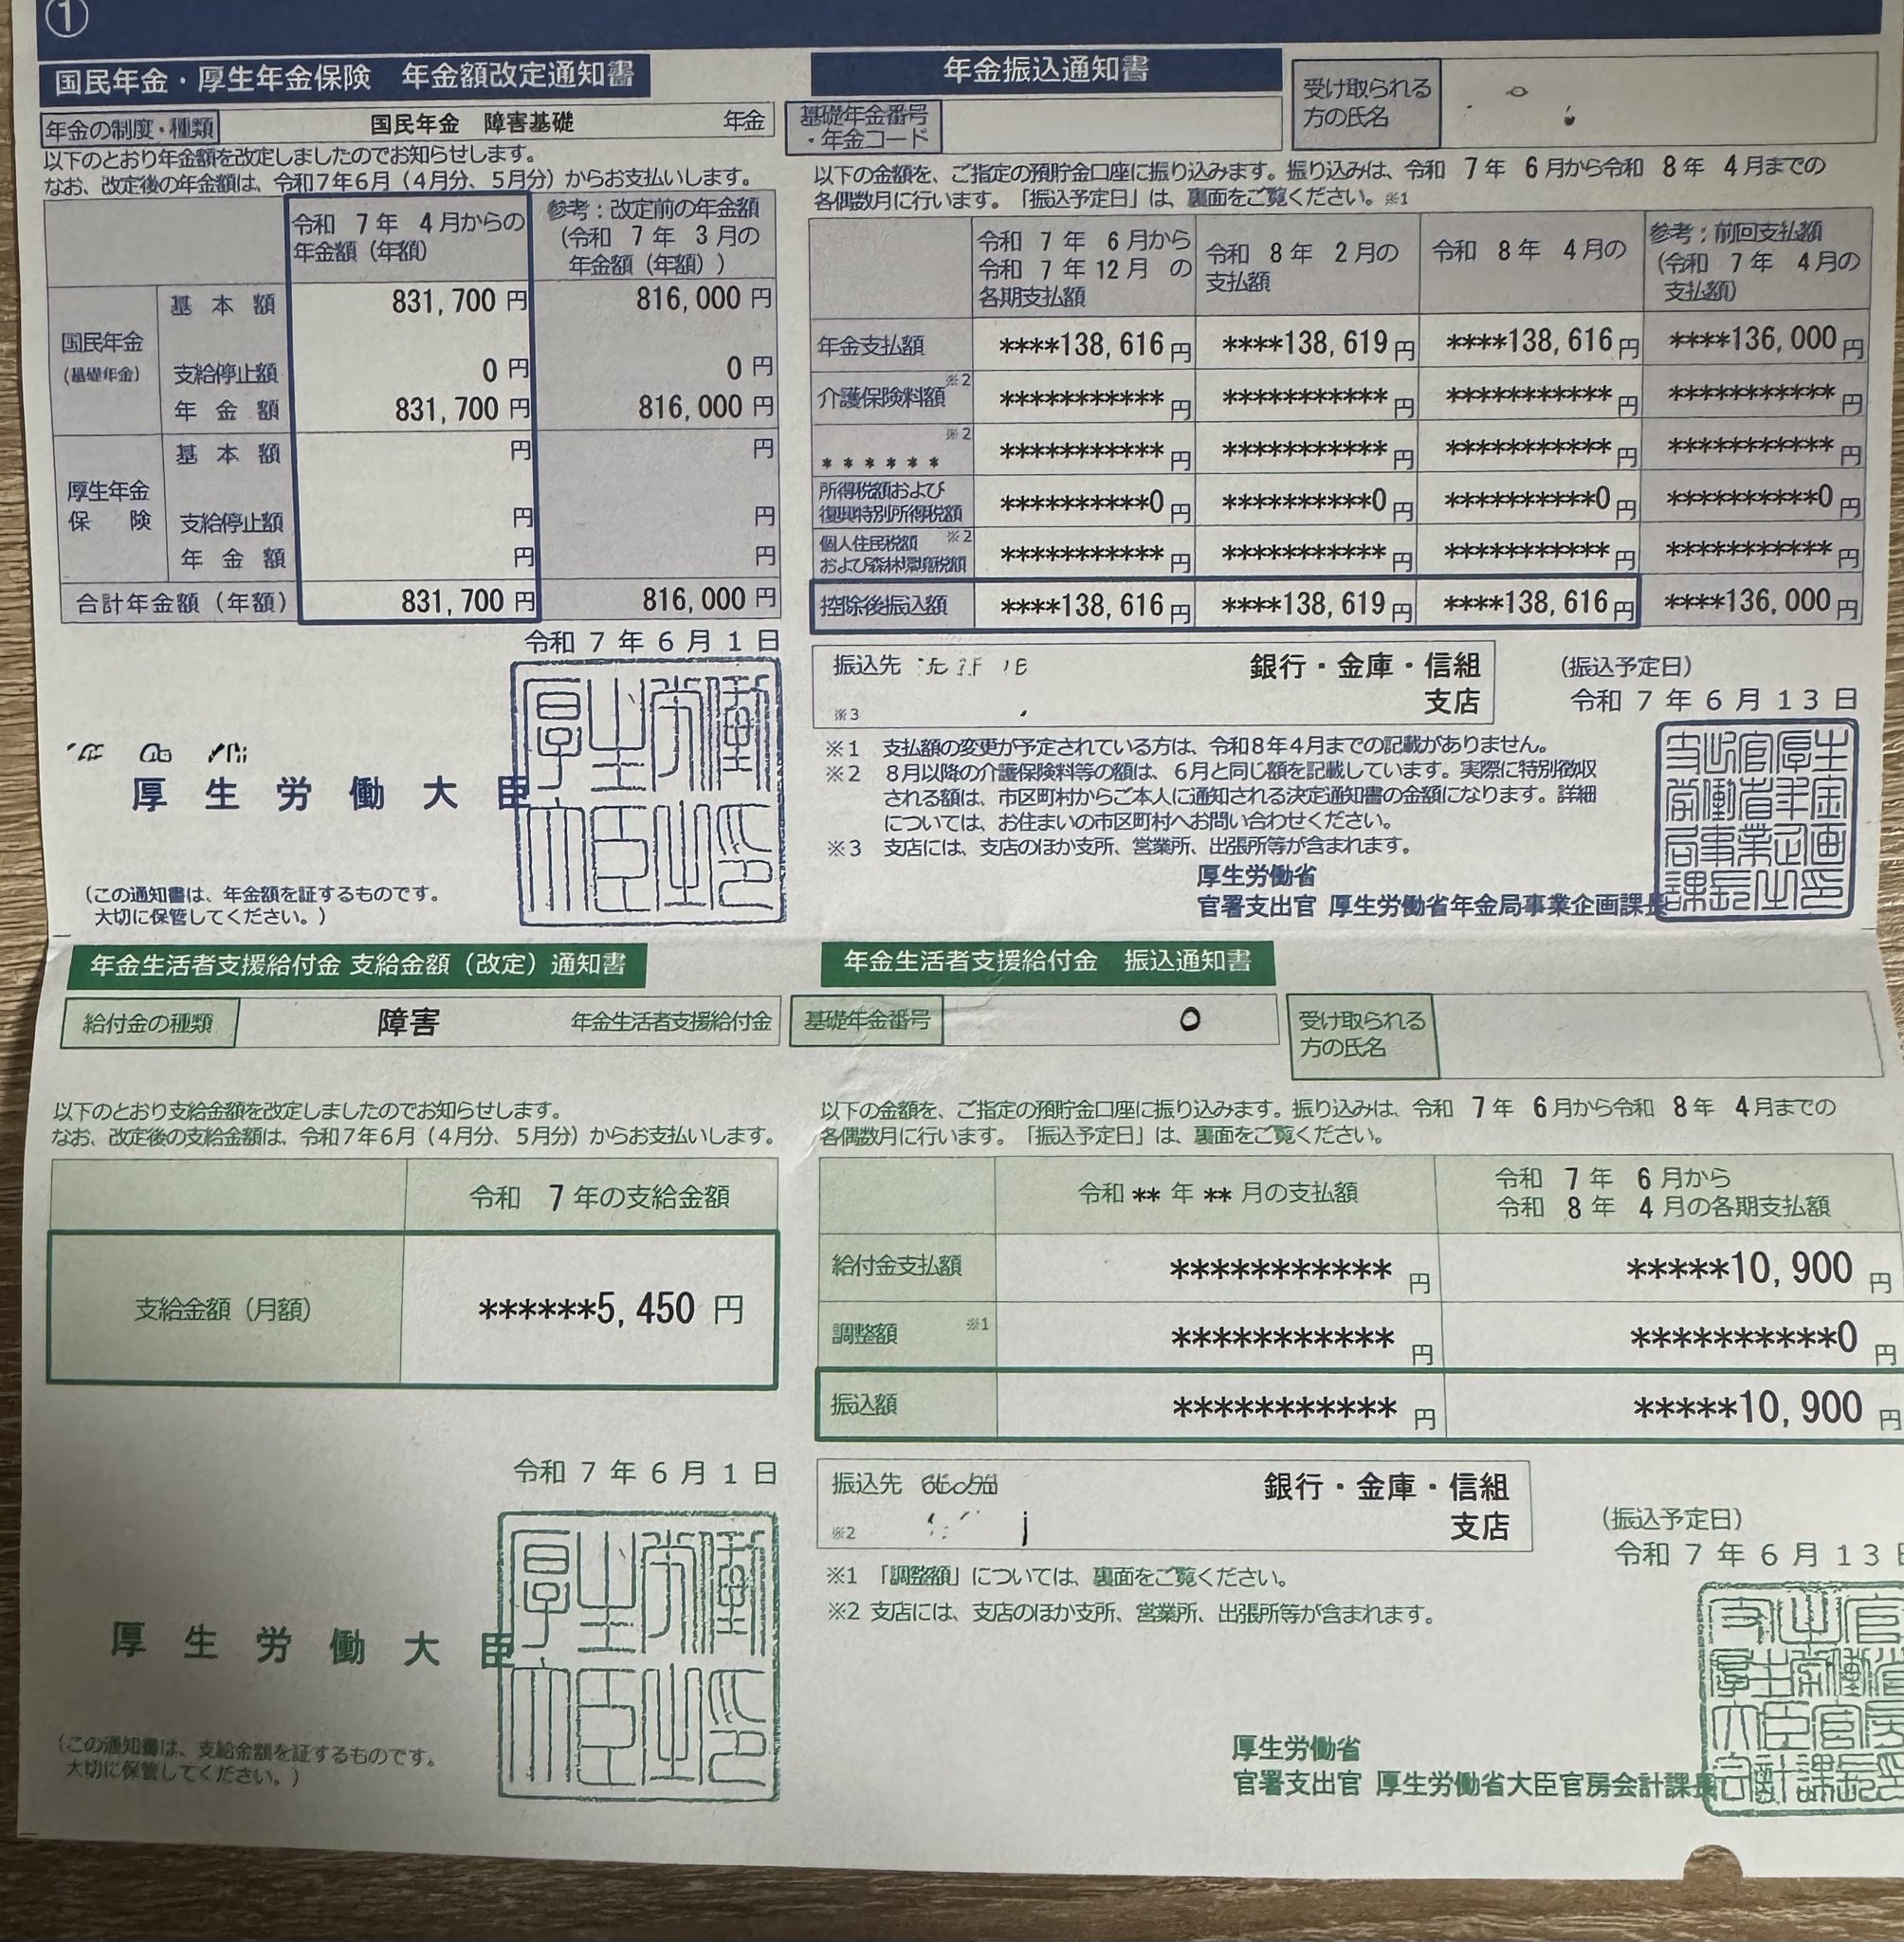 ①
国民年金・厚生年金保険 年金額改定通知書
年金の制度・種類 国民年金 障害基礎 年金
以下のとおり年金額を改定しましたのでお知らせします。
なお、改定後の年金額は、令和7年6月（4月分、5月分）からお支払いします。
令和 7 年 4 月からの
年金額（年額）
参考：改定前の年金額
（令和 7 年 3 月の
年金額（年額））
国民年金
（基礎年金）
基本額 831,700 円 816,000 円
支給停止額 0 円 0 円
年金額 831,700 円 816,000 円
厚生年金
保険
基本額 円 円
支給停止額 円 円
年金額 円 円
合計年金額（年額） 831,700 円 816,000 円
令和 7 年 6 月 1 日
厚生労働大臣
厚生労働大臣之印
（この通知書は、年金額を証するものです。
大切に保管してください。）
年金振込通知書
基礎年金番号
・年金コード
受け取られる
方の氏名
以下の金額を、ご指定の預貯金口座に振り込みます。振り込みは、令和 7 年 6 月から令和 8 年 4 月までの
各偶数月に行います。「振込予定日」は、裏面をご覧ください。※1
令和 7 年 6 月から
令和 7 年 12 月 の
各期支払額
令和 8 年 2 月の
支払額
令和 8 年 4 月の
参考：前回支払額
（令和 7 年 4 月の
支払額）
年金支払額 ****138,616 円 ****138,619 円 ****138,616 円 ****136,000 円
介護保険料額 ※2 *********** 円 *********** 円 *********** 円 *********** 円
****** ※2 *********** 円 *********** 円 *********** 円 *********** 円
所得税額および
復興特別所得税額 **********0 円 **********0 円 **********0 円 **********0 円
個人住民税額 ※2
および森林環境税額 *********** 円 *********** 円 *********** 円 *********** 円
控除後振込額 ****138,616 円 ****138,619 円 ****138,616 円 ****136,000 円
振込先 銀行・金庫・信組
※3 支店
（振込予定日）
令和 7 年 6 月 13 日
※1 支払額の変更が予定されている方は、令和8年4月までの記載がありません。
※2 8月以降の介護保険料等の額は、6月と同じ額を記載しています。実際に特別徴収
される額は、市区町村からご本人に通知される決定通知書の金額になります。詳細
については、お住まいの市区町村へお問い合わせください。
※3 支店には、支店のほか支所、営業所、出張所等が含まれます。
厚生労働省
官署支出官 厚生労働省年金局事業企画課長
年金生活者支援給付金 支給金額（改定）通知書
給付金の種類 障害 年金生活者支援給付金
以下のとおり支給金額を改定しましたのでお知らせします。
なお、改定後の支給金額は、令和7年6月（4月分、5月分）からお支払いします。
令和 7 年の支給金額
支給金額（月額） ******5,450 円
令和 7 年 6 月 1 日
厚生労働大臣
厚生労働大臣之印
（この通知書は、支給金額を証するものです。
大切に保管してください。）
年金生活者支援給付金 振込通知書
基礎年金番号
受け取られる
方の氏名
以下の金額を、ご指定の預貯金口座に振り込みます。振り込みは、令和 7 年 6 月から令和 8 年 4 月までの
各偶数月に行います。「振込予定日」は、裏面をご覧ください。
令和 ** 年 ** 月の支払額
令和 7 年 6 月から
令和 8 年 4 月の各期支払額
給付金支払額 *********** 円 *****10,900 円
調整額 ※1 *********** 円 **********0 円
振込額 *********** 円 *****10,900 円
振込先 銀行・金庫・信組
※2 支店
（振込予定日）
令和 7 年 6 月 13 日
※1 「調整額」については、裏面をご覧ください。
※2 支店には、支店のほか支所、営業所、出張所等が含まれます。
厚生労働省
官署支出官 厚生労働省大臣官房会計課長